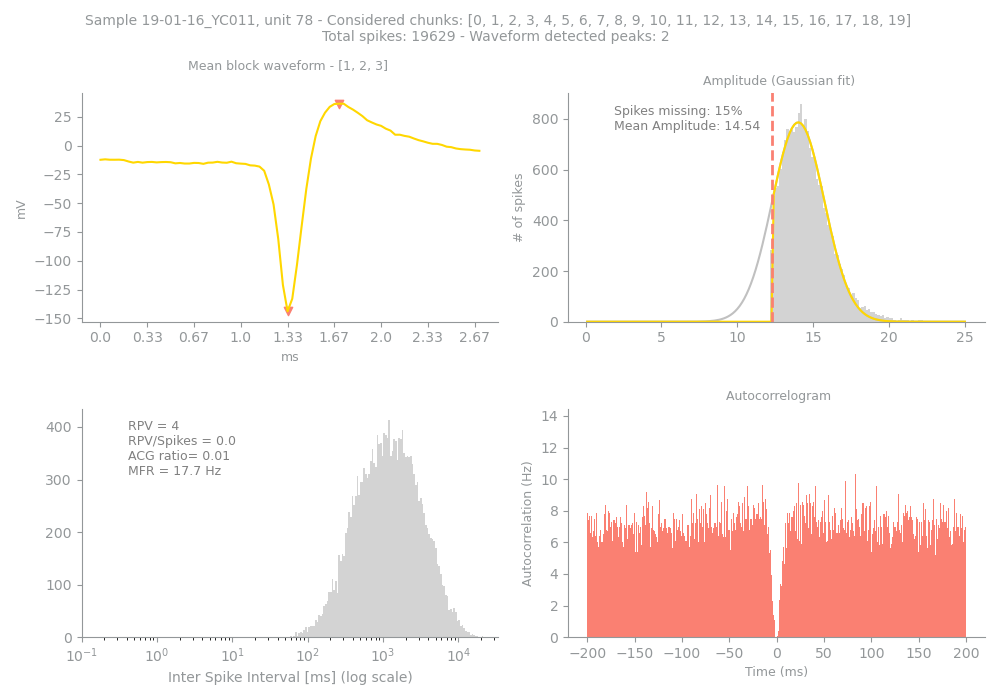 Sample 19-01-16_YC011, unit 78 - Considered chunks: [0, 1, 2, 3, 4, 5, 6, 7, 8, 9, 10, 11, 12, 13, 14, 15, 16, 17, 18, 19]
Total spikes: 19629 - Waveform detected peaks: 2
Mean block waveform - [1, 2, 3]
25
0
−25
−50
−75
−100
−125
−150
mV
0.0 0.33 0.67 1.0 1.33 1.67 2.0 2.33 2.67
ms
Amplitude (Gaussian fit)
Spikes missing: 15%
Mean Amplitude: 14.54
800
600
400
200
0
# of spikes
0 5 10 15 20 25
RPV = 4
RPV/Spikes = 0.0
ACG ratio= 0.01
MFR = 17.7 Hz
400
300
200
100
0
10⁻¹ 10⁰ 10¹ 10² 10³ 10⁴
Inter Spike Interval [ms] (log scale)
Autocorrelogram
14
12
10
8
6
4
2
0
Autocorrelation (Hz)
−200 −150 −100 −50 0 50 100 150 200
Time (ms)